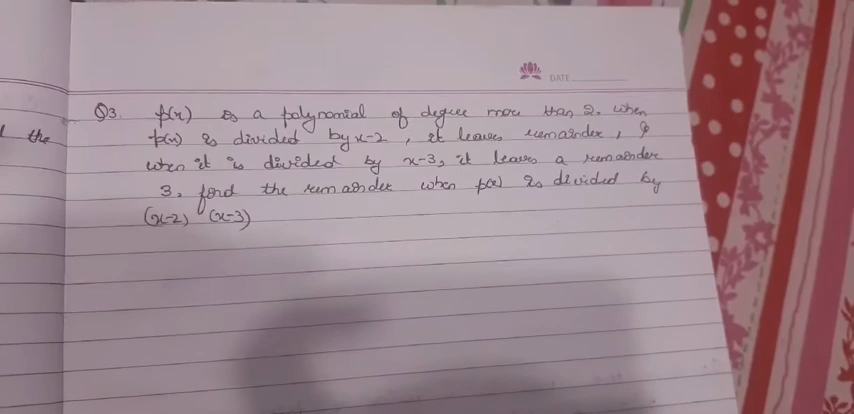 DATE
Q3. p(x) is a polynomial of degree more than 2. when
l the p(x) is divided by x-2, it leaves remainder, &
when it is divided by x-3, it leaves a remainder
3, find the remainder when p(x) is divided by
(x-2) (x-3)